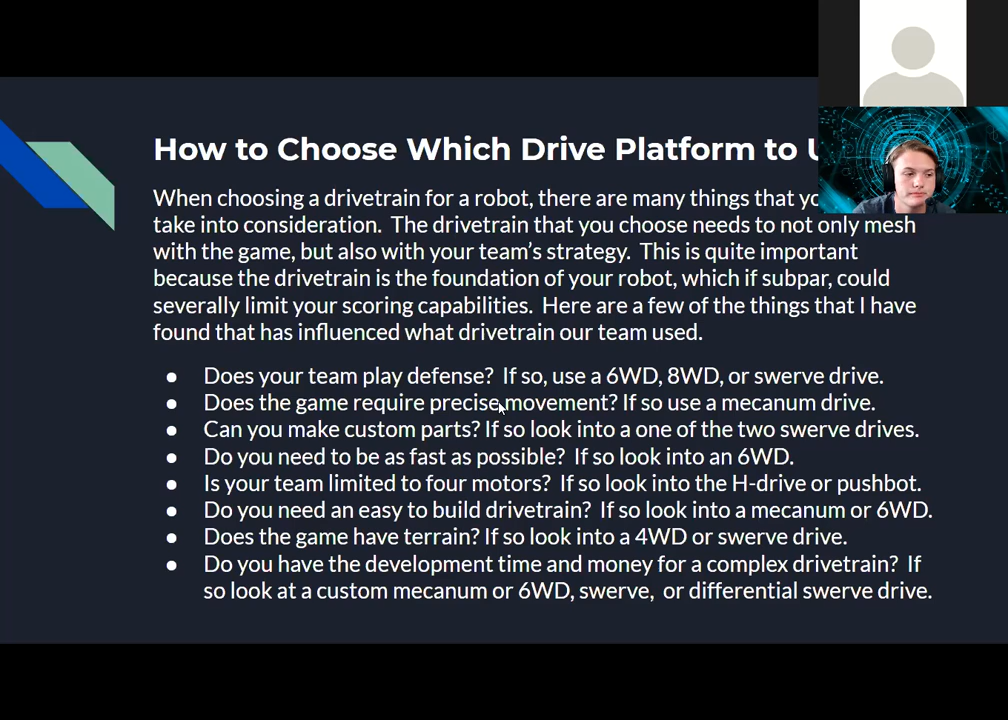 How to Choose Which Drive Platform to
When choosing a drivetrain for a robot, there are many things that
take into consideration. The drivetrain that you choose needs to not only mesh
with the game, but also with your team's strategy. This is quite important
because the drivetrain is the foundation of your robot, which if subpar, could
severally limit your scoring capabilities. Here are a few of the things that I have
found that has influenced what drivetrain our team used.
● Does your team play defense? If so, use a 6WD, 8WD, or swerve drive.
● Does the game require precise movement? If so use a mecanum drive.
● Can you make custom parts? If so look into a one of the two swerve drives.
● Do you need to be as fast as possible? If so look into an 6WD.
● Is your team limited to four motors? If so look into the H-drive or pushbot.
● Do you need an easy to build drivetrain? If so look into a mecanum or 6WD.
● Does the game have terrain? If so look into a 4WD or swerve drive.
● Do you have the development time and money for a complex drivetrain? If
so look at a custom mecanum or 6WD, swerve, or differential swerve drive.